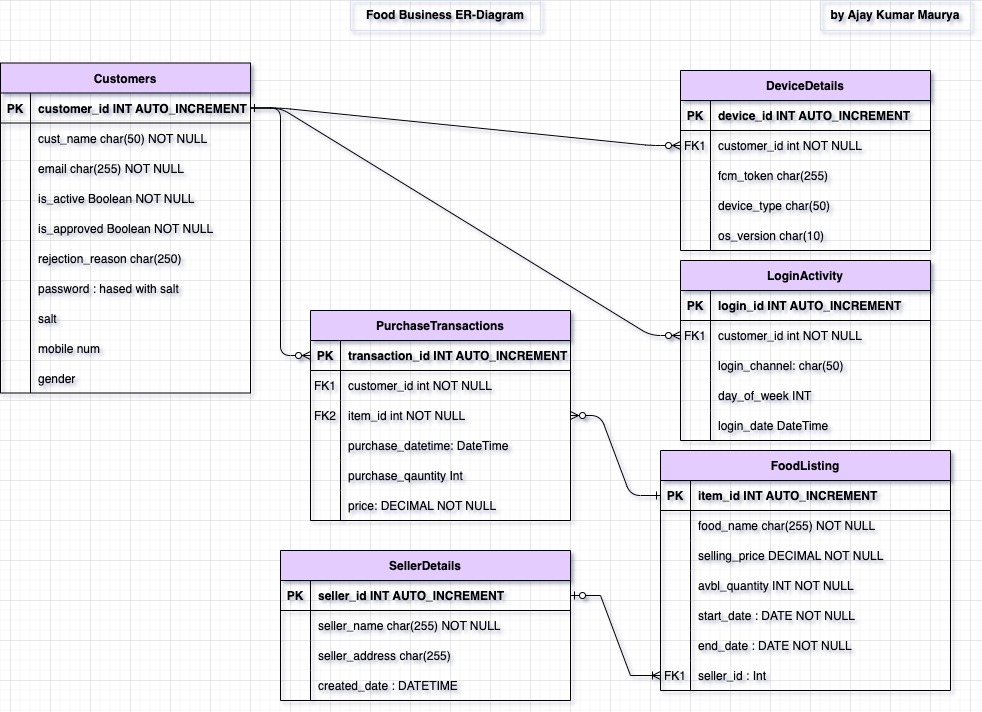 Food Business ER-Diagram
by Ajay Kumar Maurya
Customers
PK customer_id INT AUTO_INCREMENT
cust_name char(50) NOT NULL
email char(255) NOT NULL
is_active Boolean NOT NULL
is_approved Boolean NOT NULL
rejection_reason char(250)
password : hased with salt
salt
mobile num
gender
DeviceDetails
PK device_id INT AUTO_INCREMENT
FK1 customer_id int NOT NULL
fcm_token char(255)
device_type char(50)
os_version char(10)
LoginActivity
PK login_id INT AUTO_INCREMENT
FK1 customer_id int NOT NULL
login_channel: char(50)
day_of_week INT
login_date DateTime
PurchaseTransactions
PK transaction_id INT AUTO_INCREMENT
FK1 customer_id int NOT NULL
FK2 item_id int NOT NULL
purchase_datetime: DateTime
purchase_qauntity Int
price: DECIMAL NOT NULL
FoodListing
PK item_id INT AUTO_INCREMENT
food_name char(255) NOT NULL
selling_price DECIMAL NOT NULL
avbl_quantity INT NOT NULL
start_date : DATE NOT NULL
end_date : DATE NOT NULL
FK1 seller_id : Int
SellerDetails
PK seller_id INT AUTO_INCREMENT
seller_name char(255) NOT NULL
seller_address char(255)
created_date : DATETIME